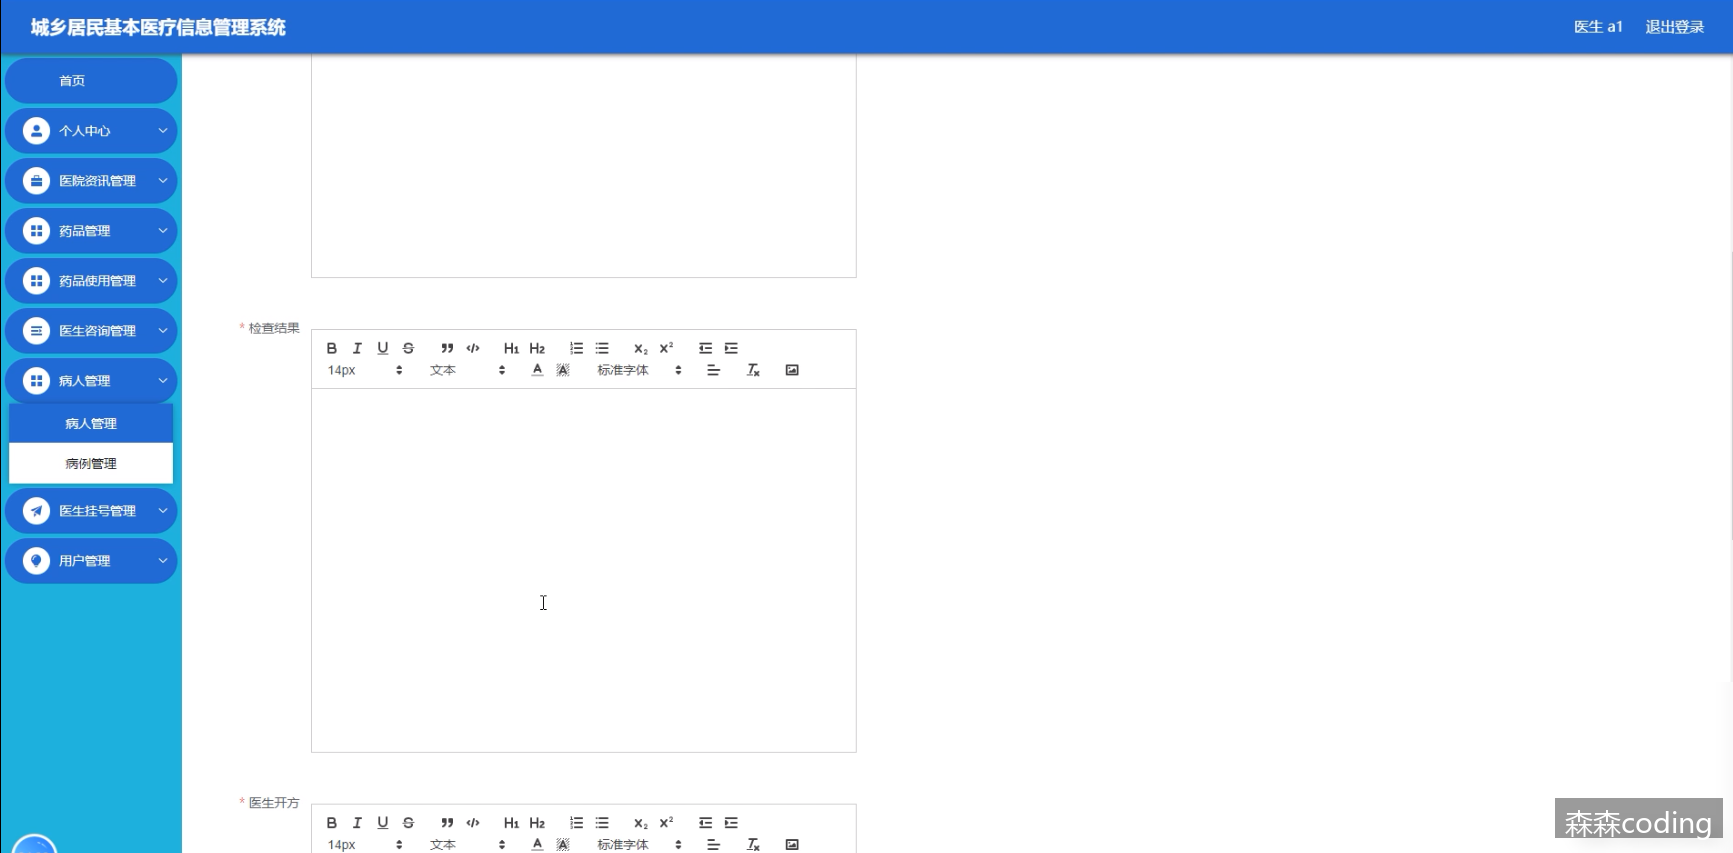 城乡居民基本医疗信息管理系统
医生 a1 退出登录
首页
个人中心
医院资讯管理
药品管理
药品使用管理
医生咨询管理
病人管理
病人管理
病例管理
医生挂号管理
用户管理
* 检查结果
B I U S H1 H2 X2 X2
14px 文本 A A 标准字体
* 医生开方
B I U S H1 H2 X2 X2
14px 文本 A A 标准字体
森森coding